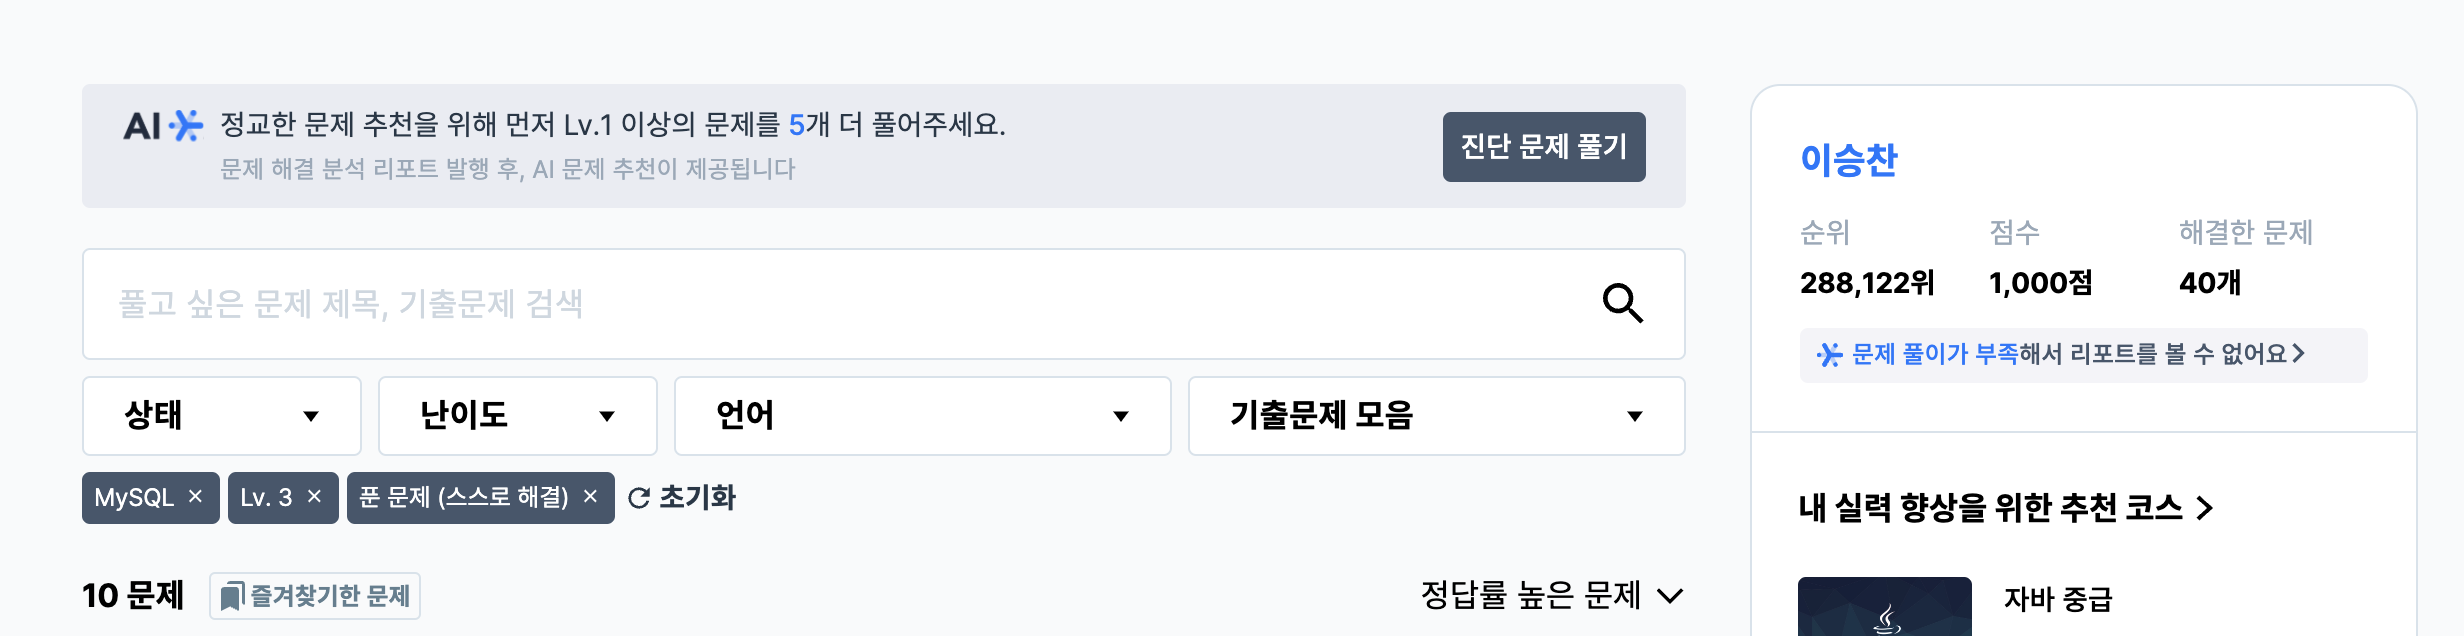 AI 정교한 문제 추천을 위해 먼저 Lv.1 이상의 문제를 5개 더 풀어주세요.
문제 해결 분석 리포트 발행 후, AI 문제 추천이 제공됩니다
진단 문제 풀기
풀고 싶은 문제 제목, 기출문제 검색
상태
난이도
언어
기출문제 모음
MySQL ×
Lv. 3 ×
푼 문제 (스스로 해결) ×
초기화
10 문제
즐겨찾기한 문제
정답률 높은 문제
이승찬
순위 점수 해결한 문제
288,122위 1,000점 40개
문제 풀이가 부족해서 리포트를 볼 수 없어요
내 실력 향상을 위한 추천 코스
자바 중급